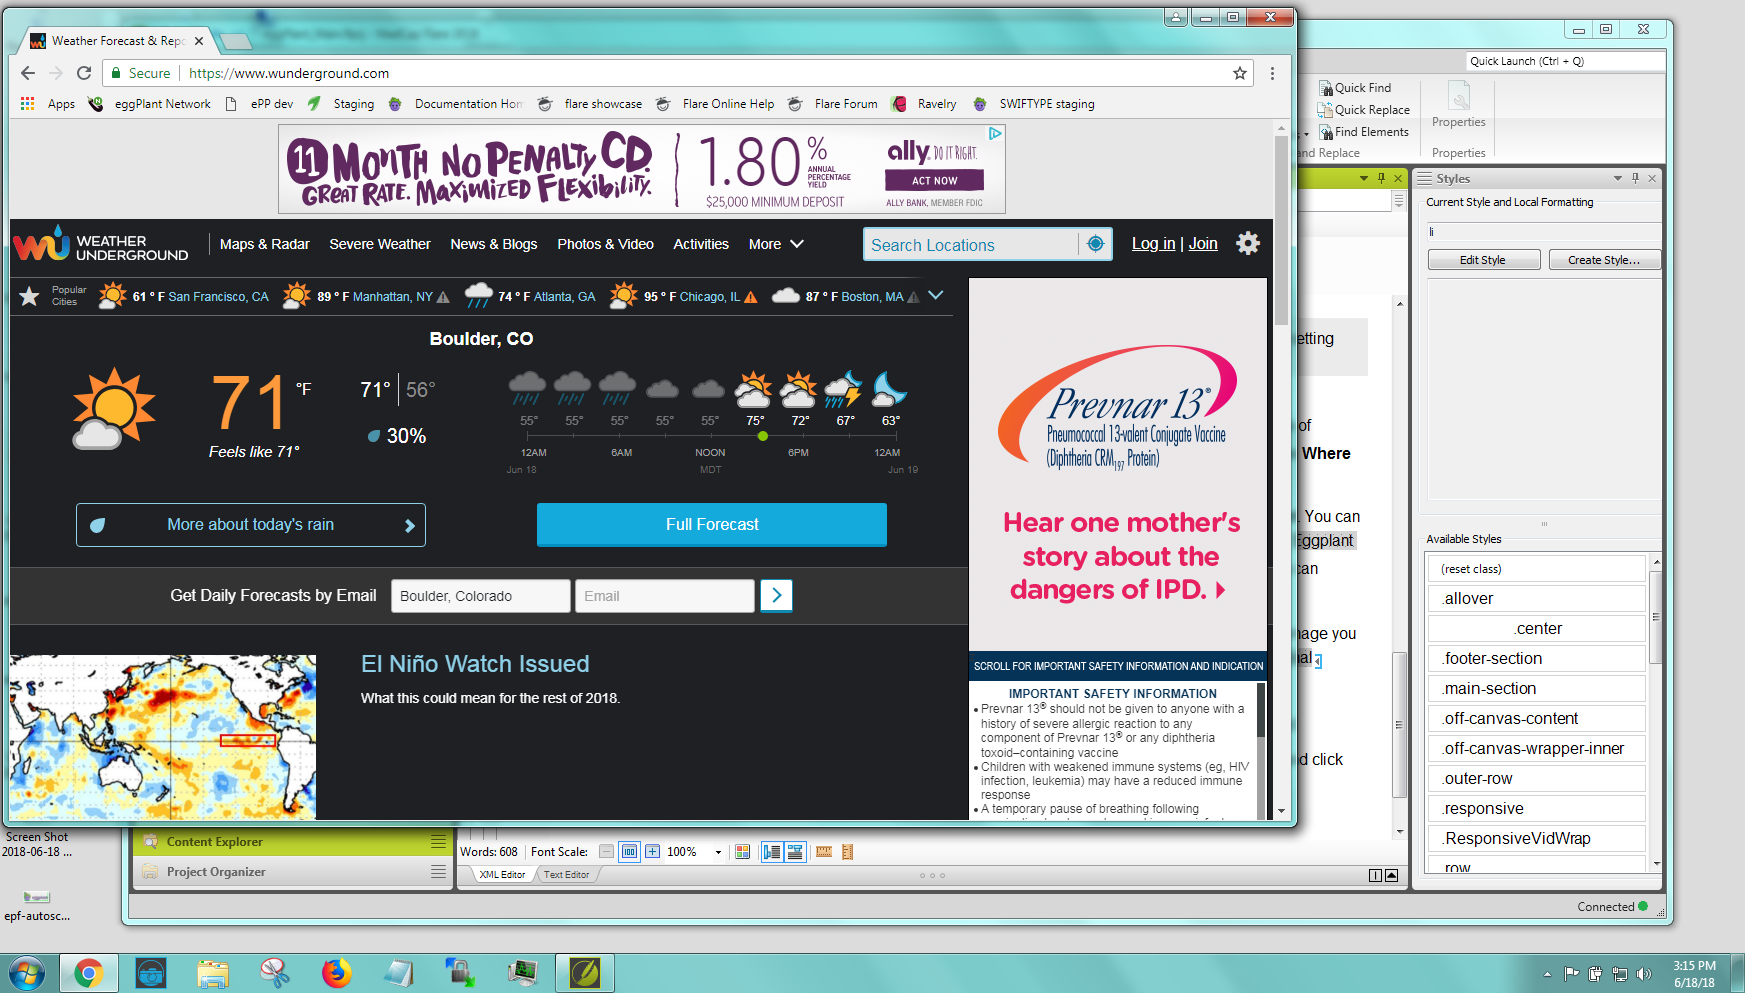 Weather Forecast & Repo
Secure
https://www.wunderground.com
Apps
eggPlant Network
ePP dev
Staging
Documentation Hom
flare showcase
Flare Online Help
Flare Forum
Ravelry
SWIFTYPE staging
11 MONTH NO PENALTY CD.
GREAT RATE. MAXIMIZED FLEXIBILITY.
1.80%
ANNUAL
PERCENTAGE
YIELD
$25,000 MINIMUM DEPOSIT
ally. DO IT RIGHT.
ACT NOW
ALLY BANK, MEMBER FDIC
WU
WEATHER
UNDERGROUND
Maps & Radar
Severe Weather
News & Blogs
Photos & Video
Activities
More
Search Locations
Log in | Join
Popular
Cities
61 ° F San Francisco, CA
89 ° F Manhattan, NY
74 ° F Atlanta, GA
95 ° F Chicago, IL
87 ° F Boston, MA
Boulder, CO
71 °F
Feels like 71°
71° | 56°
30%
55° 55° 55° 55° 55° 75° 72° 67° 63°
12AM 6AM NOON 6PM 12AM
Jun 18 MDT Jun 19
More about today's rain
Full Forecast
Get Daily Forecasts by Email
Boulder, Colorado
Email
El Niño Watch Issued
What this could mean for the rest of 2018.
Prevnar 13®
Pneumococcal 13-valent Conjugate Vaccine
(Diphtheria CRM197 Protein)
Hear one mother's
story about the
dangers of IPD.
SCROLL FOR IMPORTANT SAFETY INFORMATION AND INDICATION
IMPORTANT SAFETY INFORMATION
• Prevnar 13® should not be given to anyone with a
history of severe allergic reaction to any
component of Prevnar 13® or any diphtheria
toxoid–containing vaccine
• Children with weakened immune systems (eg, HIV
infection, leukemia) may have a reduced immune
response
• A temporary pause of breathing following
Quick Launch (Ctrl + Q)
Quick Find
Quick Replace
Find Elements
nd Replace
Properties
Properties
etting
of
Where
. You can
Eggplant
can
nage you
nal
d click
Styles
Current Style and Local Formatting
li
Edit Style
Create Style...
Available Styles
(reset class)
.allover
.center
.footer-section
.main-section
.off-canvas-content
.off-canvas-wrapper-inner
.outer-row
.responsive
.ResponsiveVidWrap
.row
Screen Shot
2018-06-18 ...
epf-autosc...
Content Explorer
Project Organizer
Words: 608
Font Scale:
100%
XML Editor
Text Editor
Connected
3:15 PM
6/18/18